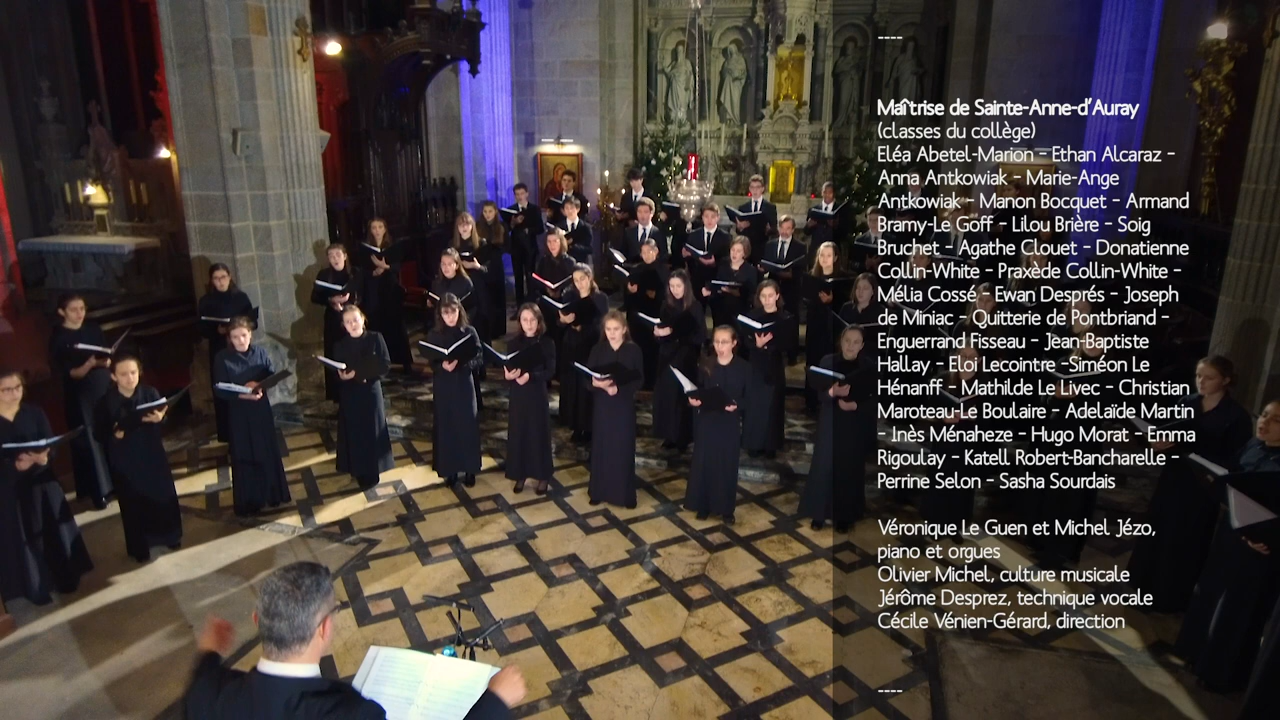 ----
Maîtrise de Sainte-Anne-d'Auray
(classes du collège)
Eléa Abetel-Marion - Ethan Alcaraz -
Anna Antkowiak - Marie-Ange
Antkowiak - Manon Bocquet - Armand
Bramy-Le Goff - Lilou Brière - Soig
Bruchet - Agathe Clouet - Donatienne
Collin-White - Praxède Collin-White -
Mélia Cossé - Ewan Després - Joseph
de Miniac - Quitterie de Pontbriand -
Enguerrand Fisseau - Jean-Baptiste
Hallay - Eloi Lecointre -Siméon Le
Hénanff - Mathilde Le Livec - Christian
Maroteau-Le Boulaire - Adelaïde Martin
- Inès Ménaheze - Hugo Morat - Emma
Rigoulay - Katell Robert-Bancharelle -
Perrine Selon - Sasha Sourdais
Véronique Le Guen et Michel Jézo,
piano et orgues
Olivier Michel, culture musicale
Jérôme Desprez, technique vocale
Cécile Vénien-Gérard, direction
----